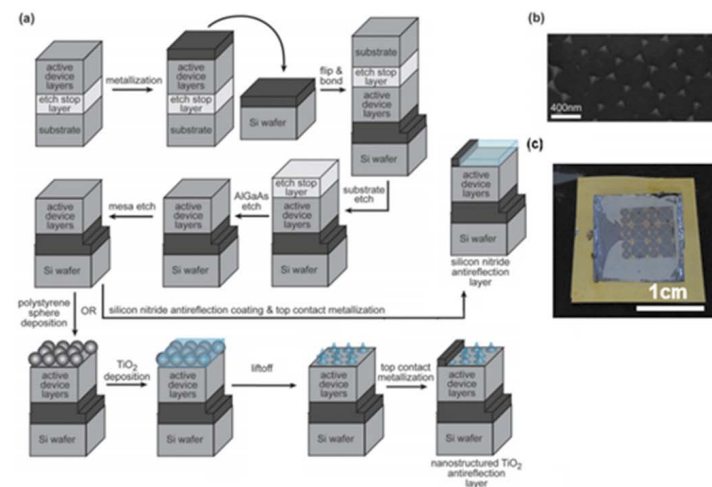 (a)
active
device
layers
etch stop
layer
substrate
metallization
active
device
layers
etch stop
layer
substrate
Si wafer
flip &
bond
substrate
etch stop
layer
active
device
layers
Si wafer
substrate
etch
etch stop
layer
active
device
layers
Si wafer
AlGaAs
etch
active
device
layers
Si wafer
mesa etch
active
device
layers
Si wafer
active
device
layers
Si wafer
silicon nitride
antireflection
layer
polystyrene
sphere
deposition
OR
silicon nitride antireflection coating & top contact metallization
active
device
layers
Si wafer
TiO2
deposition
active
device
layers
Si wafer
liftoff
active
device
layers
Si wafer
top contact
metallization
active
device
layers
Si wafer
nanostructured TiO2
antireflection
layer
(b)
400nm
(c)
1cm